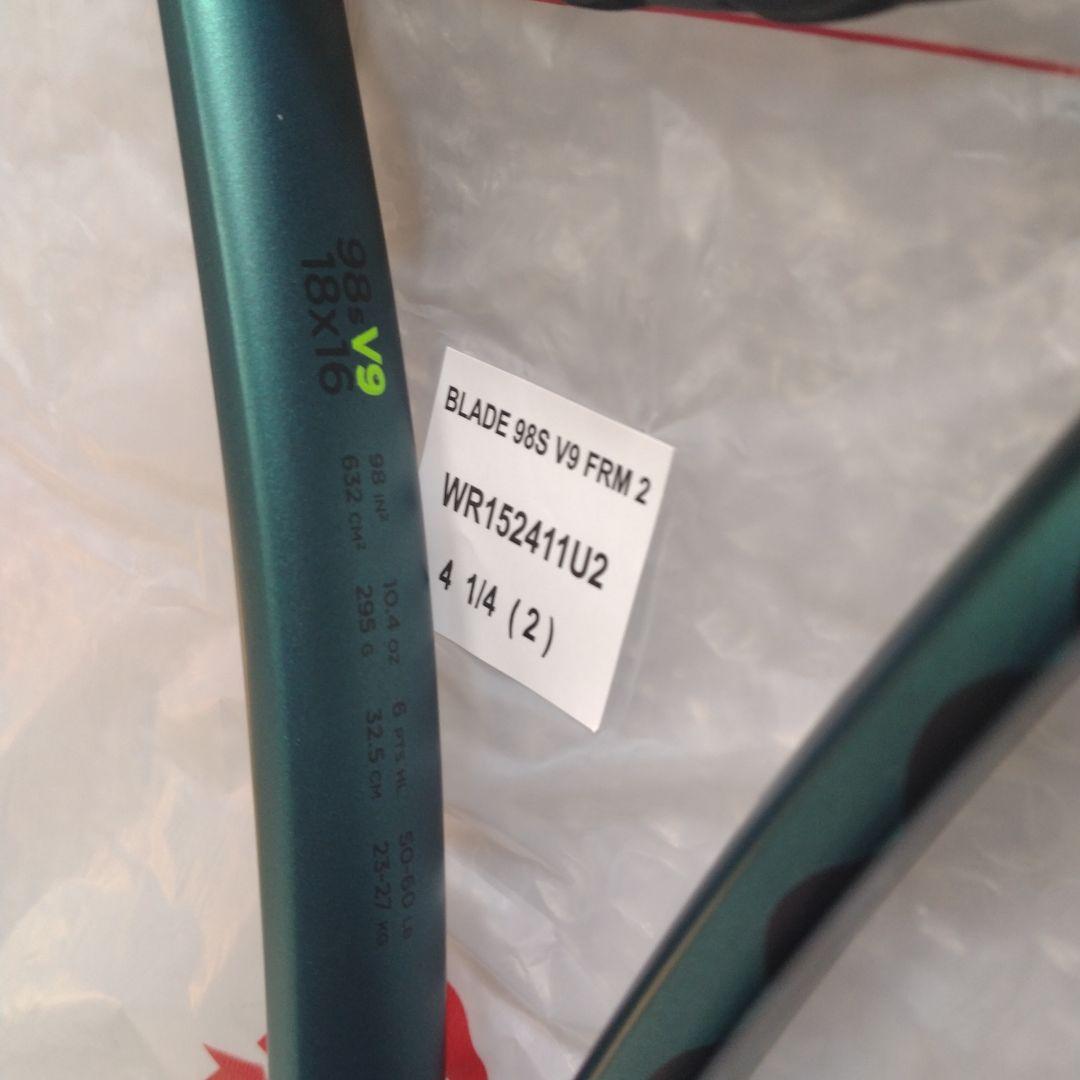 98s V9
18x16
98 IN²
632 CM²
10.4 OZ
295 G
6 PTS HL
32.5 CM
50-60 LB
23-27 KG
BLADE 98S V9 FRM 2
WR152411U2
4 1/4 ( 2 )